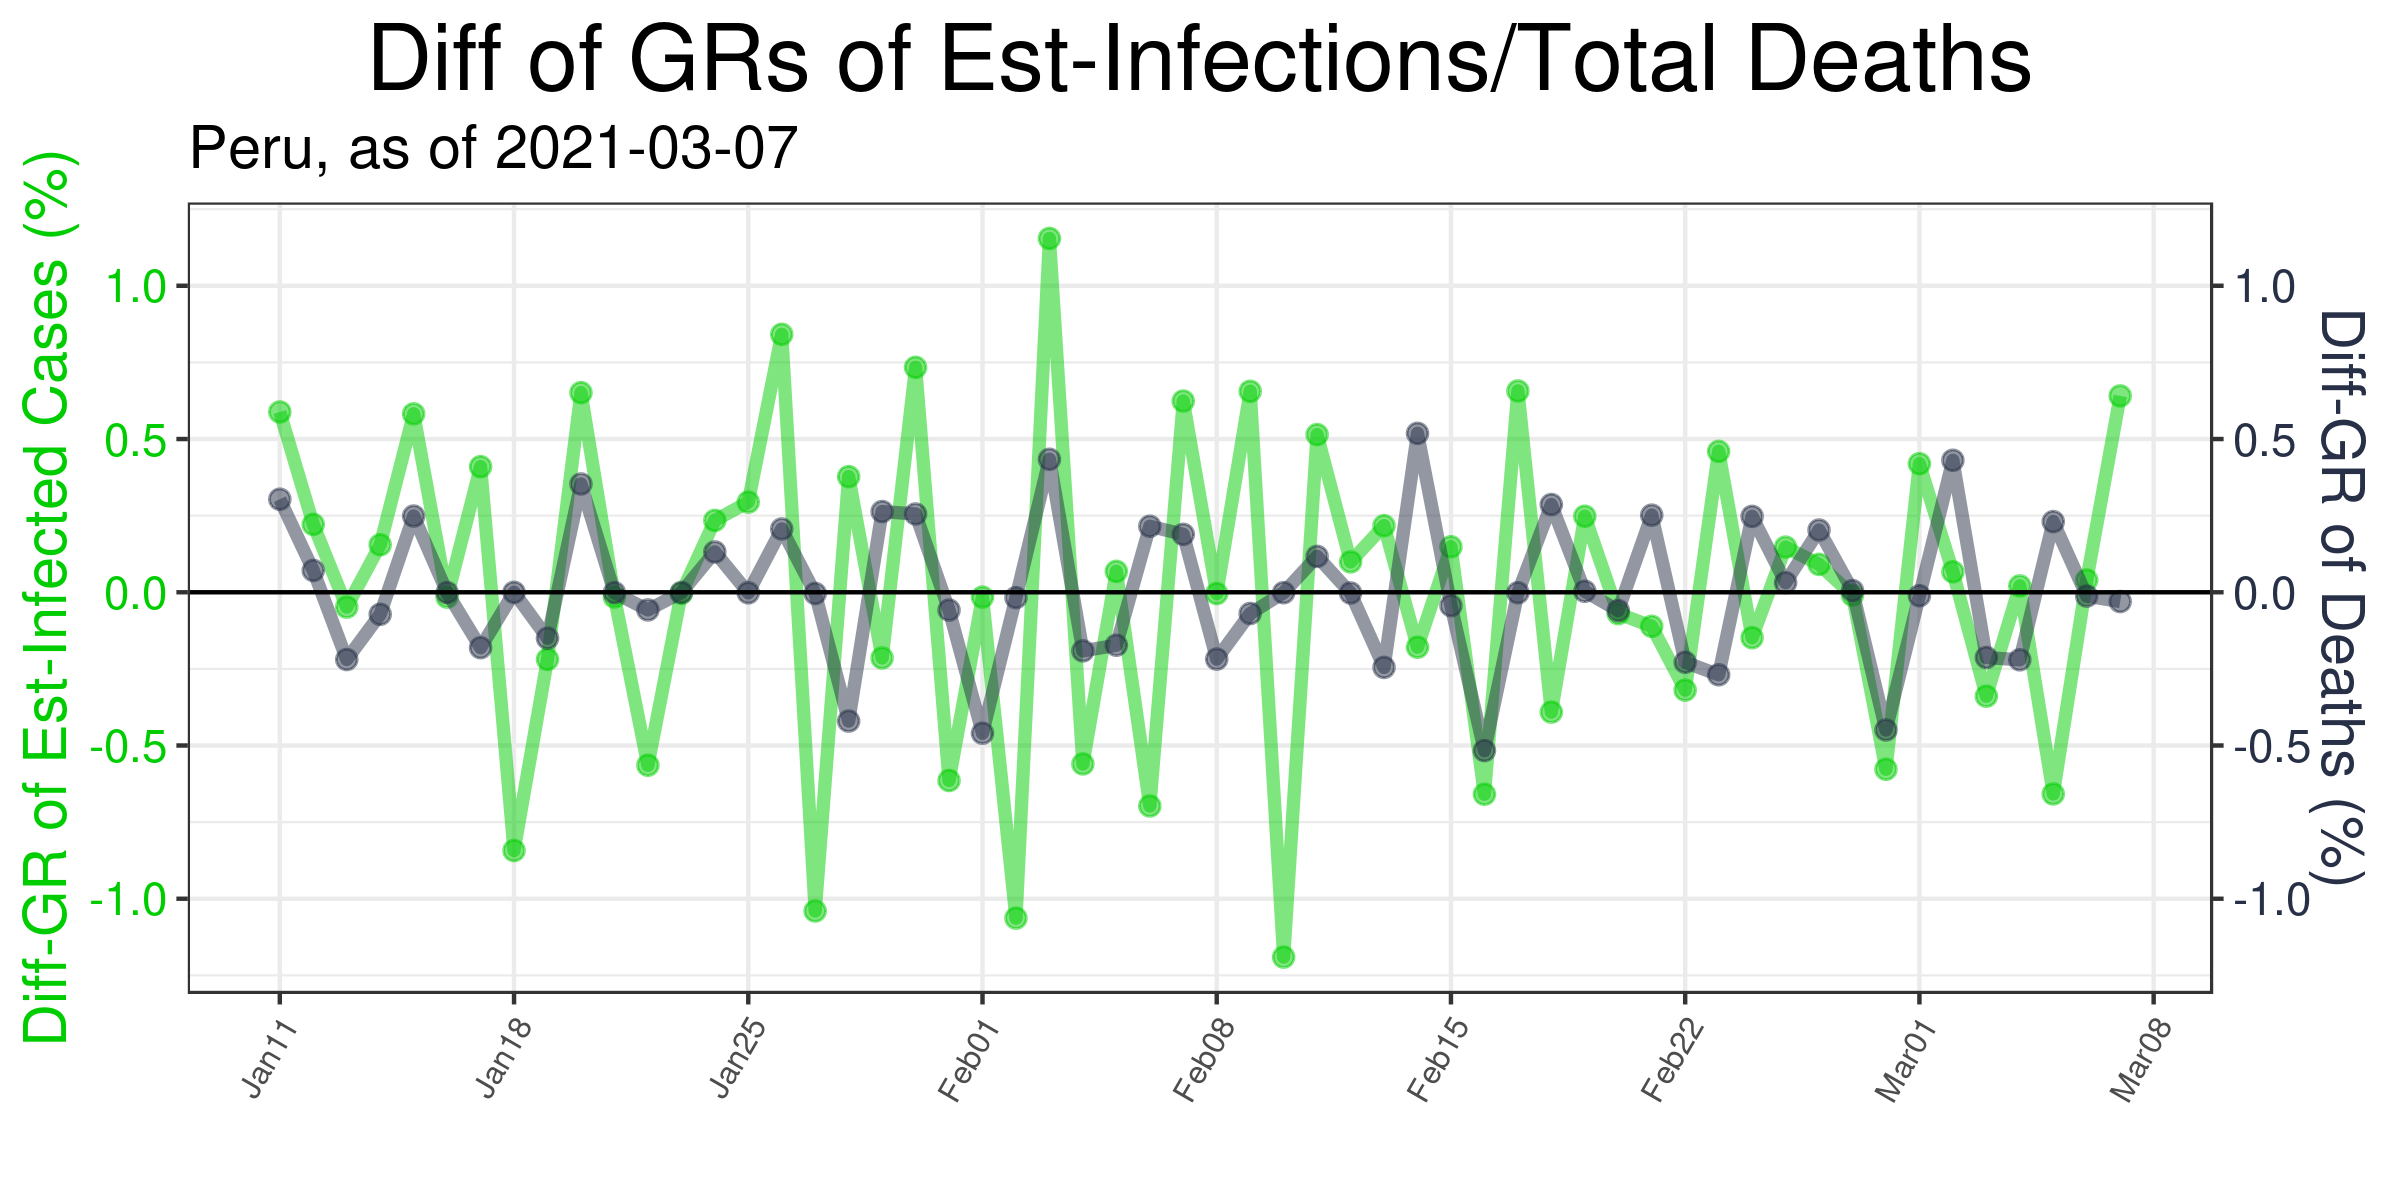 Diff of GRs of Est-Infections/Total Deaths
Peru, as of 2021-03-07
Diff-GR of Est-Infected Cases (%)
1.0
0.5
0.0
-0.5
-1.0
1.0
0.5
0.0
-0.5
-1.0
Diff-GR of Deaths (%)
Jan11 Jan18 Jan25 Feb01 Feb08 Feb15 Feb22 Mar01 Mar08